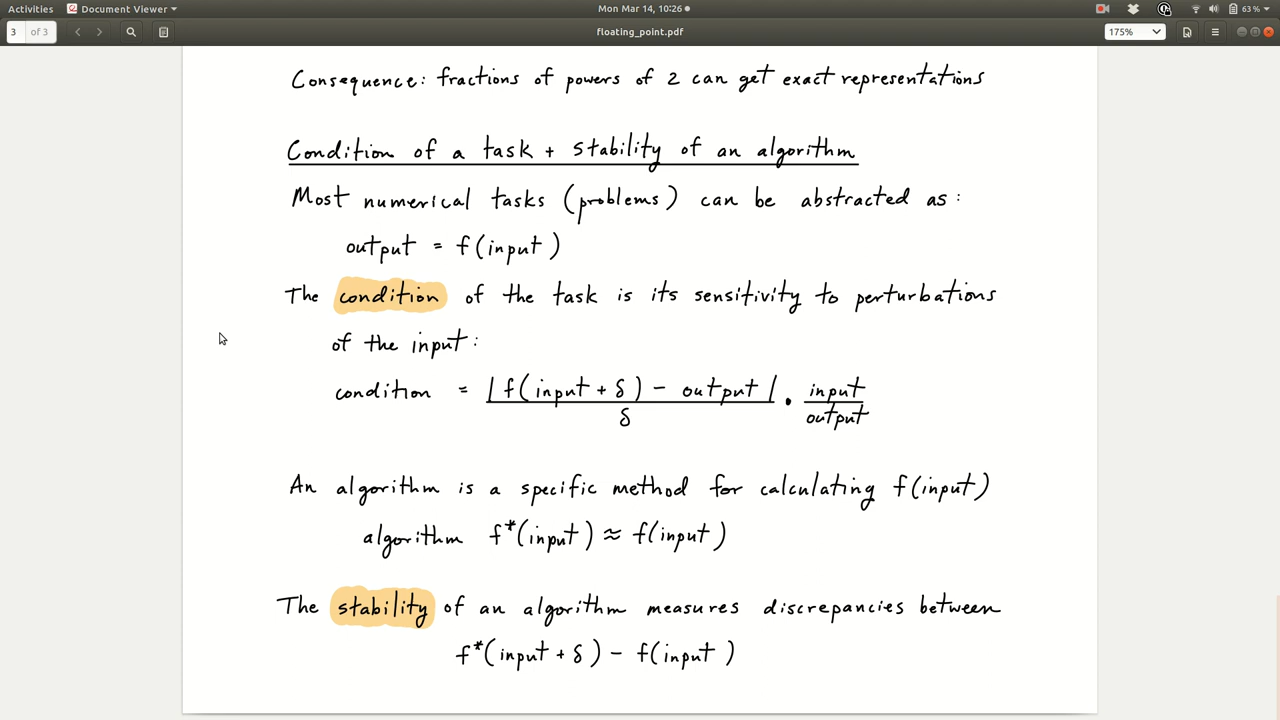 Activities Document Viewer Mon Mar 14, 10:26 63 %
3 of 3 floating_point.pdf 175%
Consequence: fractions of powers of 2 can get exact representations
Condition of a task + stability of an algorithm
Most numerical tasks (problems) can be abstracted as:
output = f(input)
The condition of the task is its sensitivity to perturbations
of the input:
condition = |f(input + δ) - output| / δ · input / output
An algorithm is a specific method for calculating f(input)
algorithm f*(input) ≈ f(input)
The stability of an algorithm measures discrepancies between
f*(input + δ) - f(input)